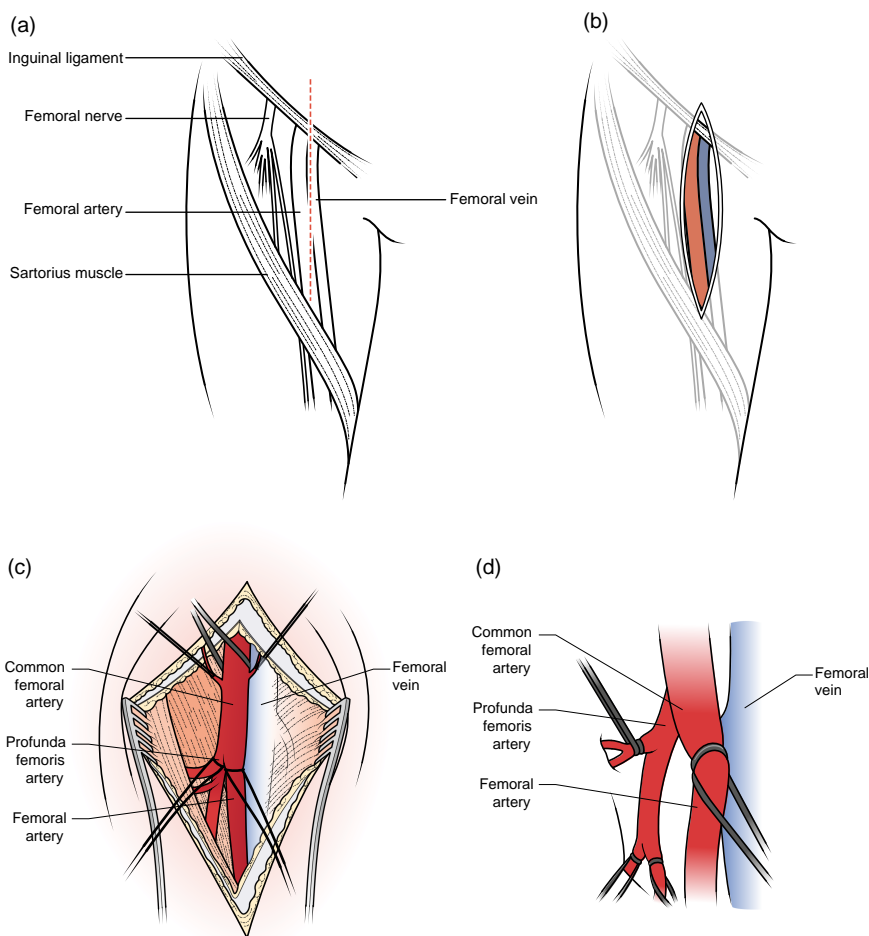 (a)
Inguinal ligament
Femoral nerve
Femoral artery
Sartorius muscle
Femoral vein
(b)
(c)
Common
femoral
artery
Profunda
femoris
artery
Femoral
artery
Femoral
vein
(d)
Common
femoral
artery
Profunda
femoris
artery
Femoral
artery
Femoral
vein